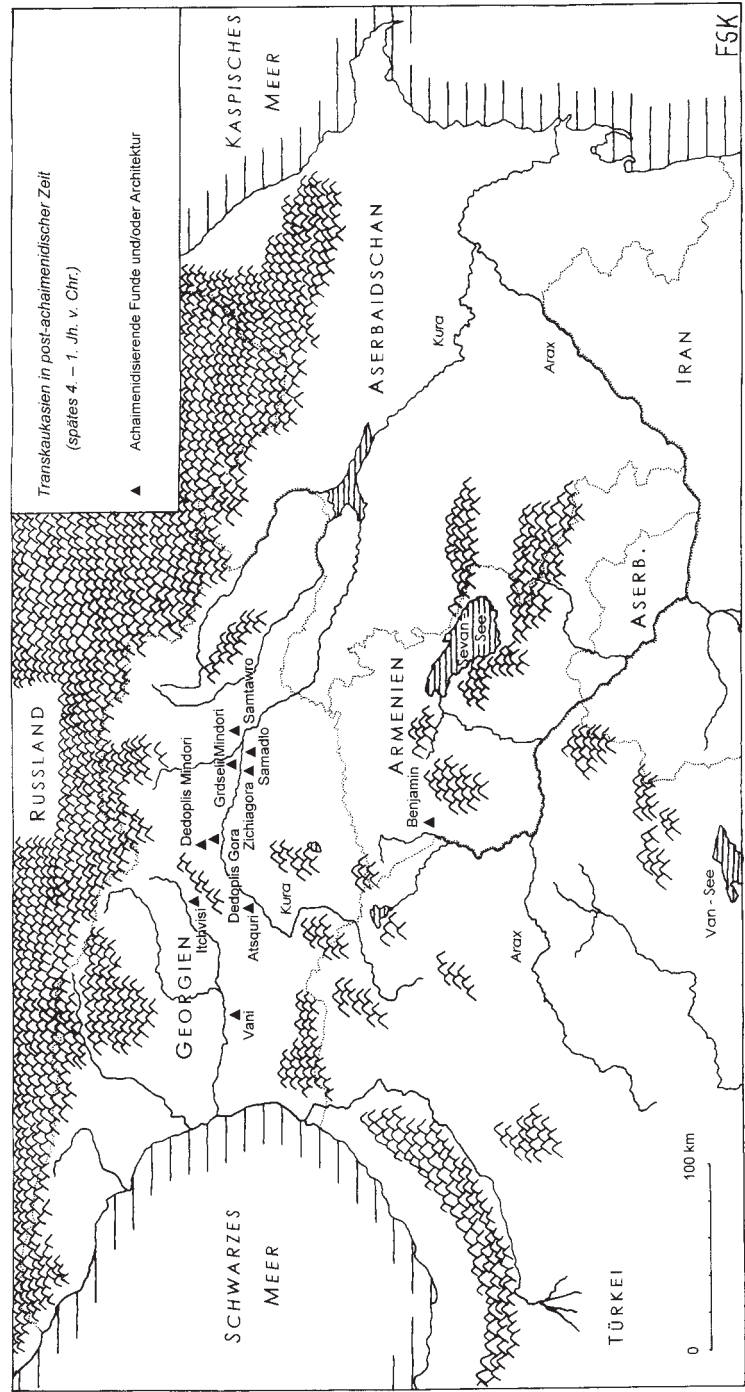 Transkaukasien in post-achaimenidischer Zeit
(spätes 4. – 1. Jh. v. Chr.)
▲ Achaimenidisierende Funde und/oder Architektur
RUSSLAND
KASPISCHES
MEER
SCHWARZES
MEER
GEORGIEN
Itchvisi
Dedoplis Mindori
Dedoplis Gora
Grdseli Mindori
Zichiagora
Samtawro
Samadlo
Vani
Atsquri
Kura
Kura
ASERBAIDSCHAN
ARMENIEN
Benjamin
evan
See
Arax
Arax
ASERB.
IRAN
TÜRKEI
Van - See
0
100 km
FSK